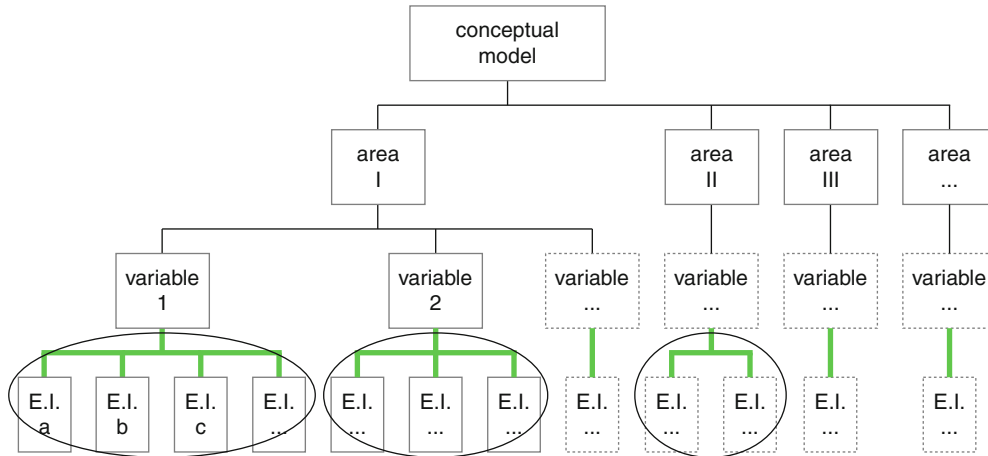 conceptual
model
area
I
area
II
area
III
area
...
variable
1
variable
2
variable
...
variable
...
variable
...
variable
...
E.I.
a
E.I.
b
E.I.
c
E.I.
...
E.I.
...
E.I.
...
E.I.
...
E.I.
...
E.I.
...
E.I.
...
E.I.
...
E.I.
...